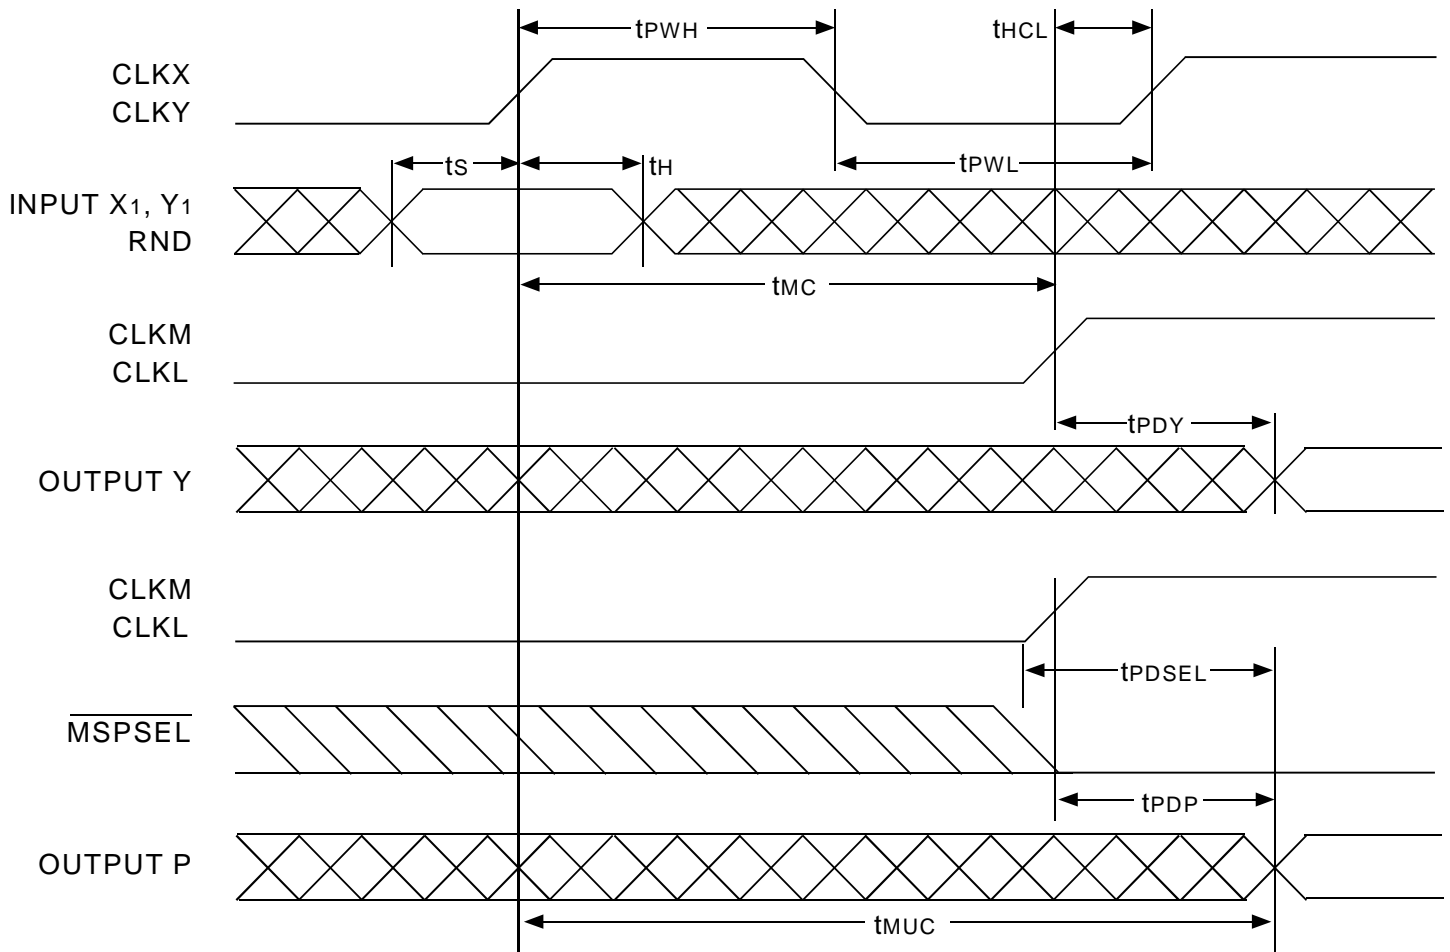 tPWH
tHCL
CLKX
CLKY
tS
tH
tPWL
INPUT X1, Y1
RND
tMC
CLKM
CLKL
tPDY
OUTPUT Y
CLKM
CLKL
tPDSEL
MSPSEL
tPDP
OUTPUT P
tMUC